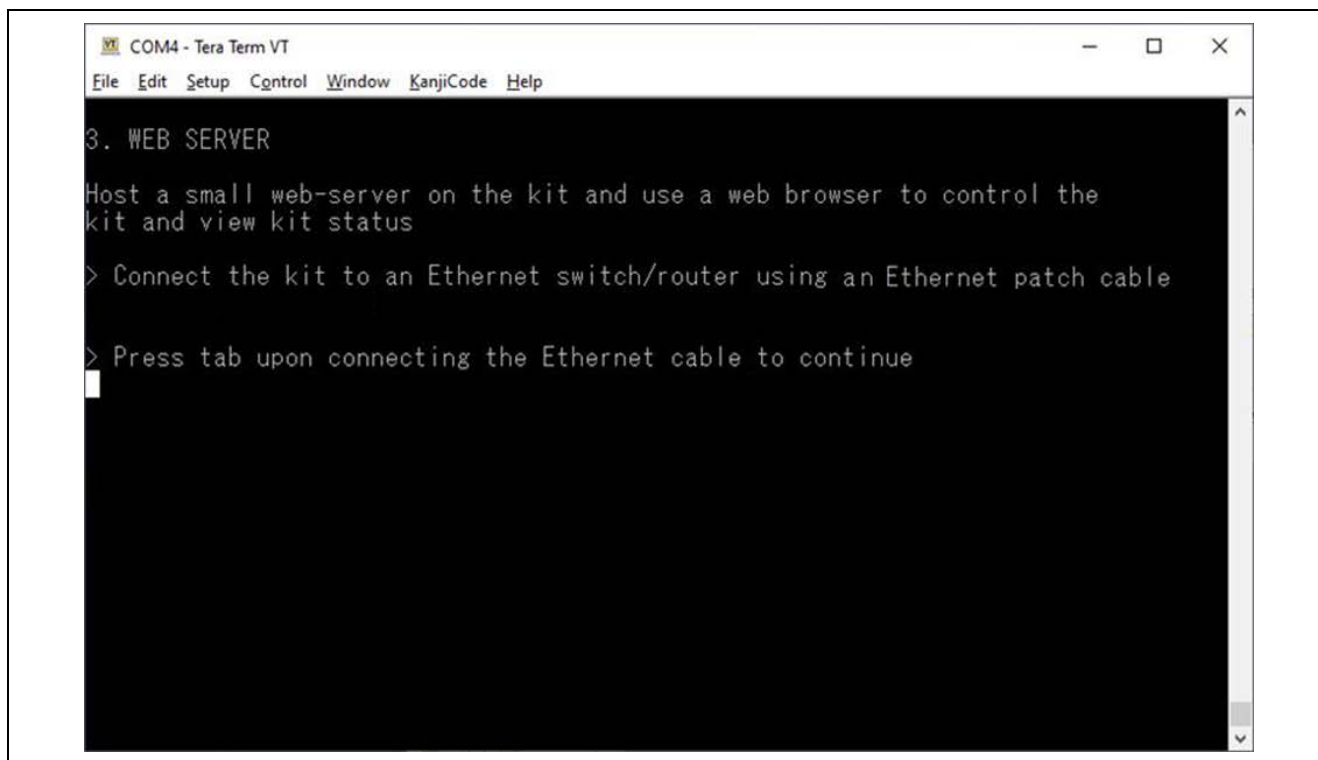 COM4 - Tera Term VT
File Edit Setup Control Window KanjiCode Help
3. WEB SERVER
Host a small web-server on the kit and use a web browser to control the
kit and view kit status
> Connect the kit to an Ethernet switch/router using an Ethernet patch cable
> Press tab upon connecting the Ethernet cable to continue